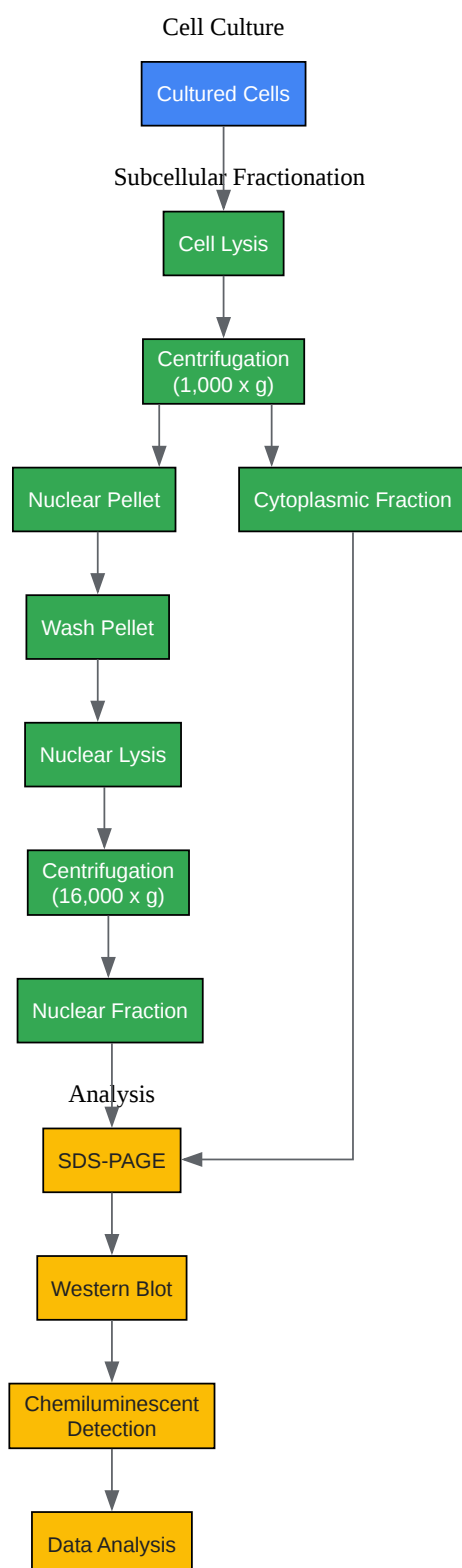 Cell Culture
Cultured Cells
Subcellular Fractionation
Cell Lysis
Centrifugation
(1,000 x g)
Nuclear Pellet
Cytoplasmic Fraction
Wash Pellet
Nuclear Lysis
Centrifugation
(16,000 x g)
Nuclear Fraction
Analysis
SDS-PAGE
Western Blot
Chemiluminescent
Detection
Data Analysis